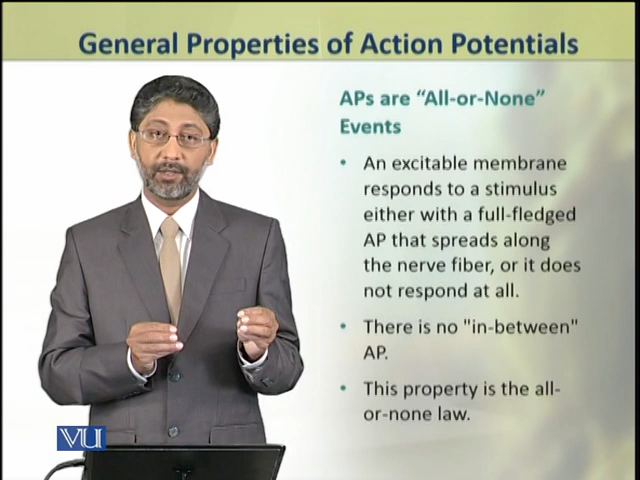 General Properties of Action Potentials
APs are “All-or-None”
Events
• An excitable membrane
responds to a stimulus
either with a full-fledged
AP that spreads along
the nerve fiber, or it does
not respond at all.
• There is no "in-between"
AP.
• This property is the all-
or-none law.
VU